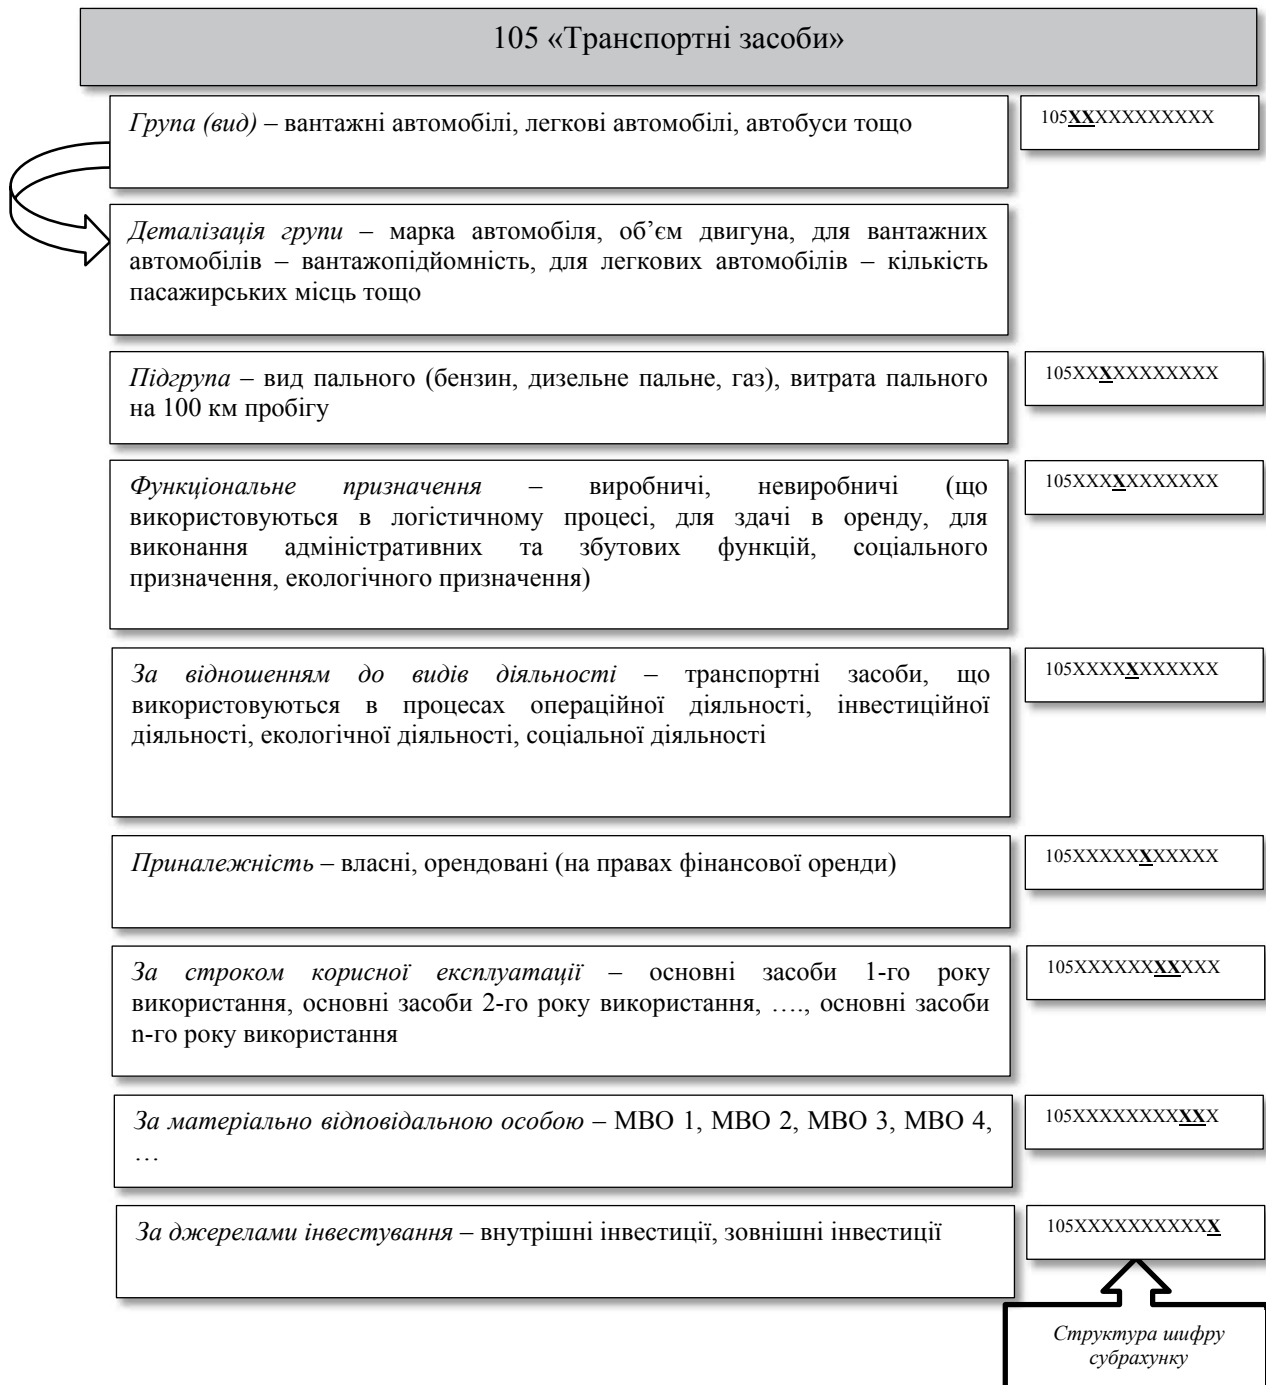 105 «Транспортні засоби»
Група (вид) – вантажні автомобілі, легкові автомобілі, автобуси тощо
105XXXXXXXXXXXX
Деталізація групи – марка автомобіля, об’єм двигуна, для вантажних
автомобілів – вантажопідйомність, для легкових автомобілів – кількість
пасажирських місць тощо
Підгрупа – вид пального (бензин, дизельне пальне, газ), витрата пального
на 100 км пробігу
105XXXXXXXXXXXX
Функціональне призначення – виробничі, невиробничі (що
використовуються в логістичному процесі, для здачі в оренду, для
виконання адміністративних та збутових функцій, соціального
призначення, екологічного призначення)
105XXXXXXXXXXXX
За відношенням до видів діяльності – транспортні засоби, що
використовуються в процесах операційної діяльності, інвестиційної
діяльності, екологічної діяльності, соціальної діяльності
105XXXXXXXXXXXX
Приналежність – власні, орендовані (на правах фінансової оренди)
105XXXXXXXXXXXX
За строком корисної експлуатації – основні засоби 1-го року
використання, основні засоби 2-го року використання, …., основні засоби
n-го року використання
105XXXXXXXXXXX
За матеріально відповідальною особою – МВО 1, МВО 2, МВО 3, МВО 4,
…
105XXXXXXXXXXX
За джерелами інвестування – внутрішні інвестиції, зовнішні інвестиції
105XXXXXXXXXXX
Структура шифру
субрахунку